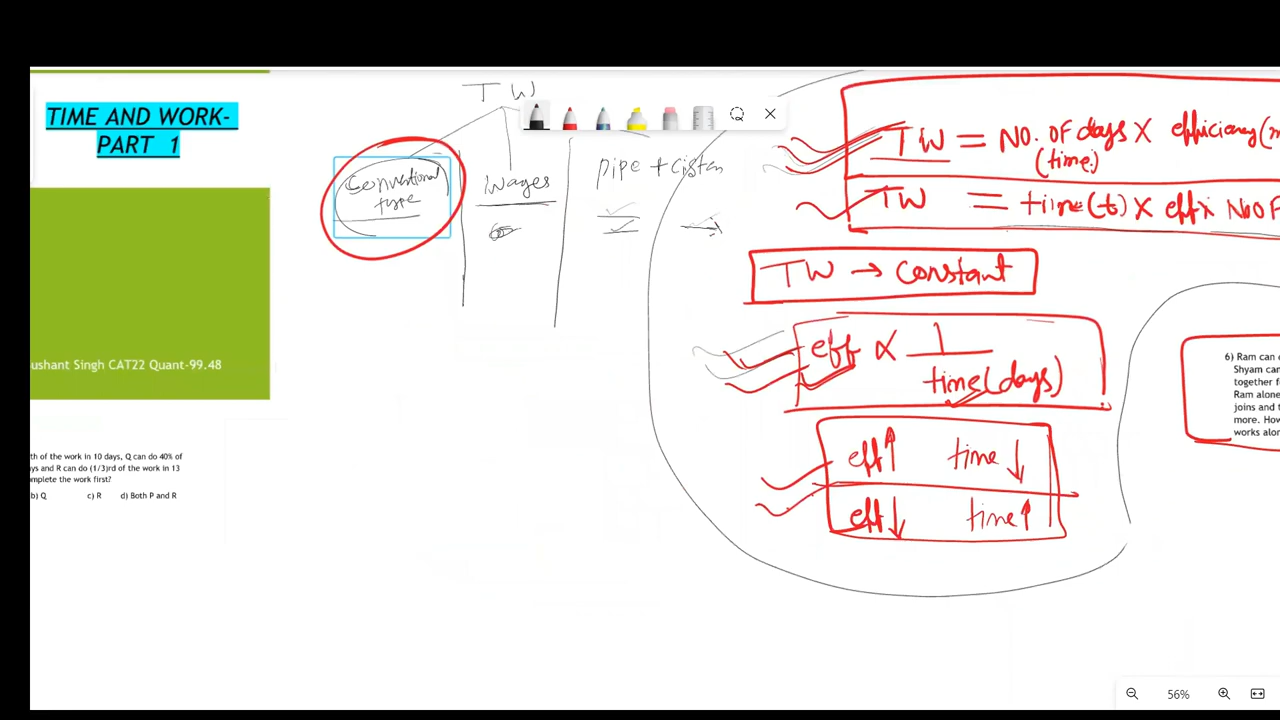 TIME AND WORK-
PART 1
ushant Singh CAT22 Quant-99.48
th of the work in 10 days, Q can do 40% of
ys and R can do (1/3)rd of the work in 13
mplete the work first?
b) Q c) R d) Both P and R
TW
Conventional
type
Wages
pipe + cistern
TW = NO. OF days X efficiency(
(time)
TW = time(t) X eff X NO OF
TW → constant
eff ∝ 1
time(days)
eff↑ time↓
eff↓ time↑
6) Ram can
Shyam can
together f
Ram alone
joins and t
more. How
works alon
56%